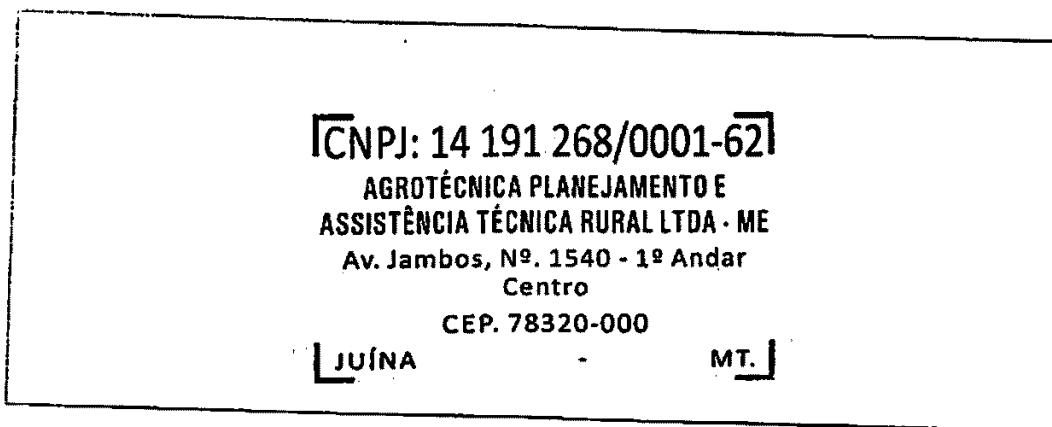 CNPJ: 14 191 268/0001-62
AGROTÉCNICA PLANEJAMENTO E
ASSISTÊNCIA TÉCNICA RURAL LTDA - ME
Av. Jambos, Nº. 1540 - 1º Andar
Centro
CEP. 78320-000
JUÍNA - MT.